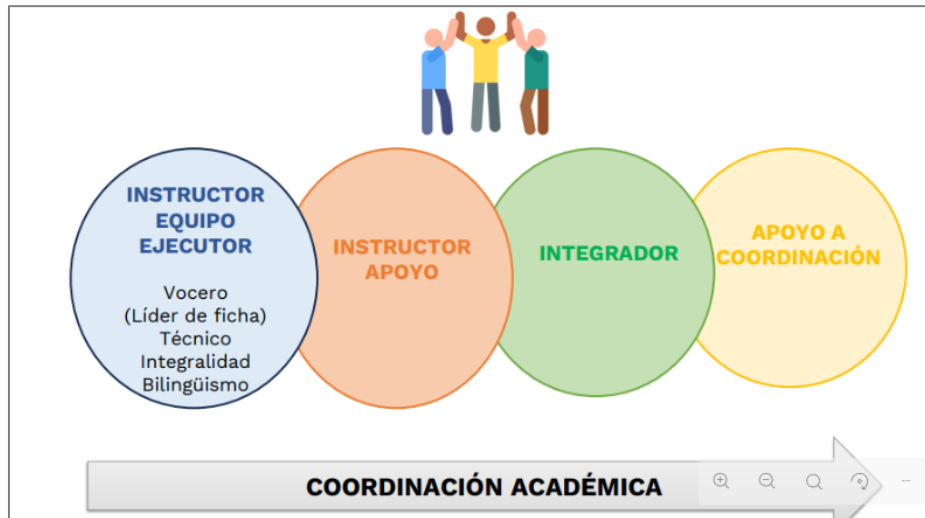 INSTRUCTOR
EQUIPO
EJECUTOR
Vocero
(Líder de ficha)
Técnico
Integralidad
Bilingüismo
INSTRUCTOR
APOYO
INTEGRADOR
APOYO A
COORDINACIÓN
COORDINACIÓN ACADÉMICA